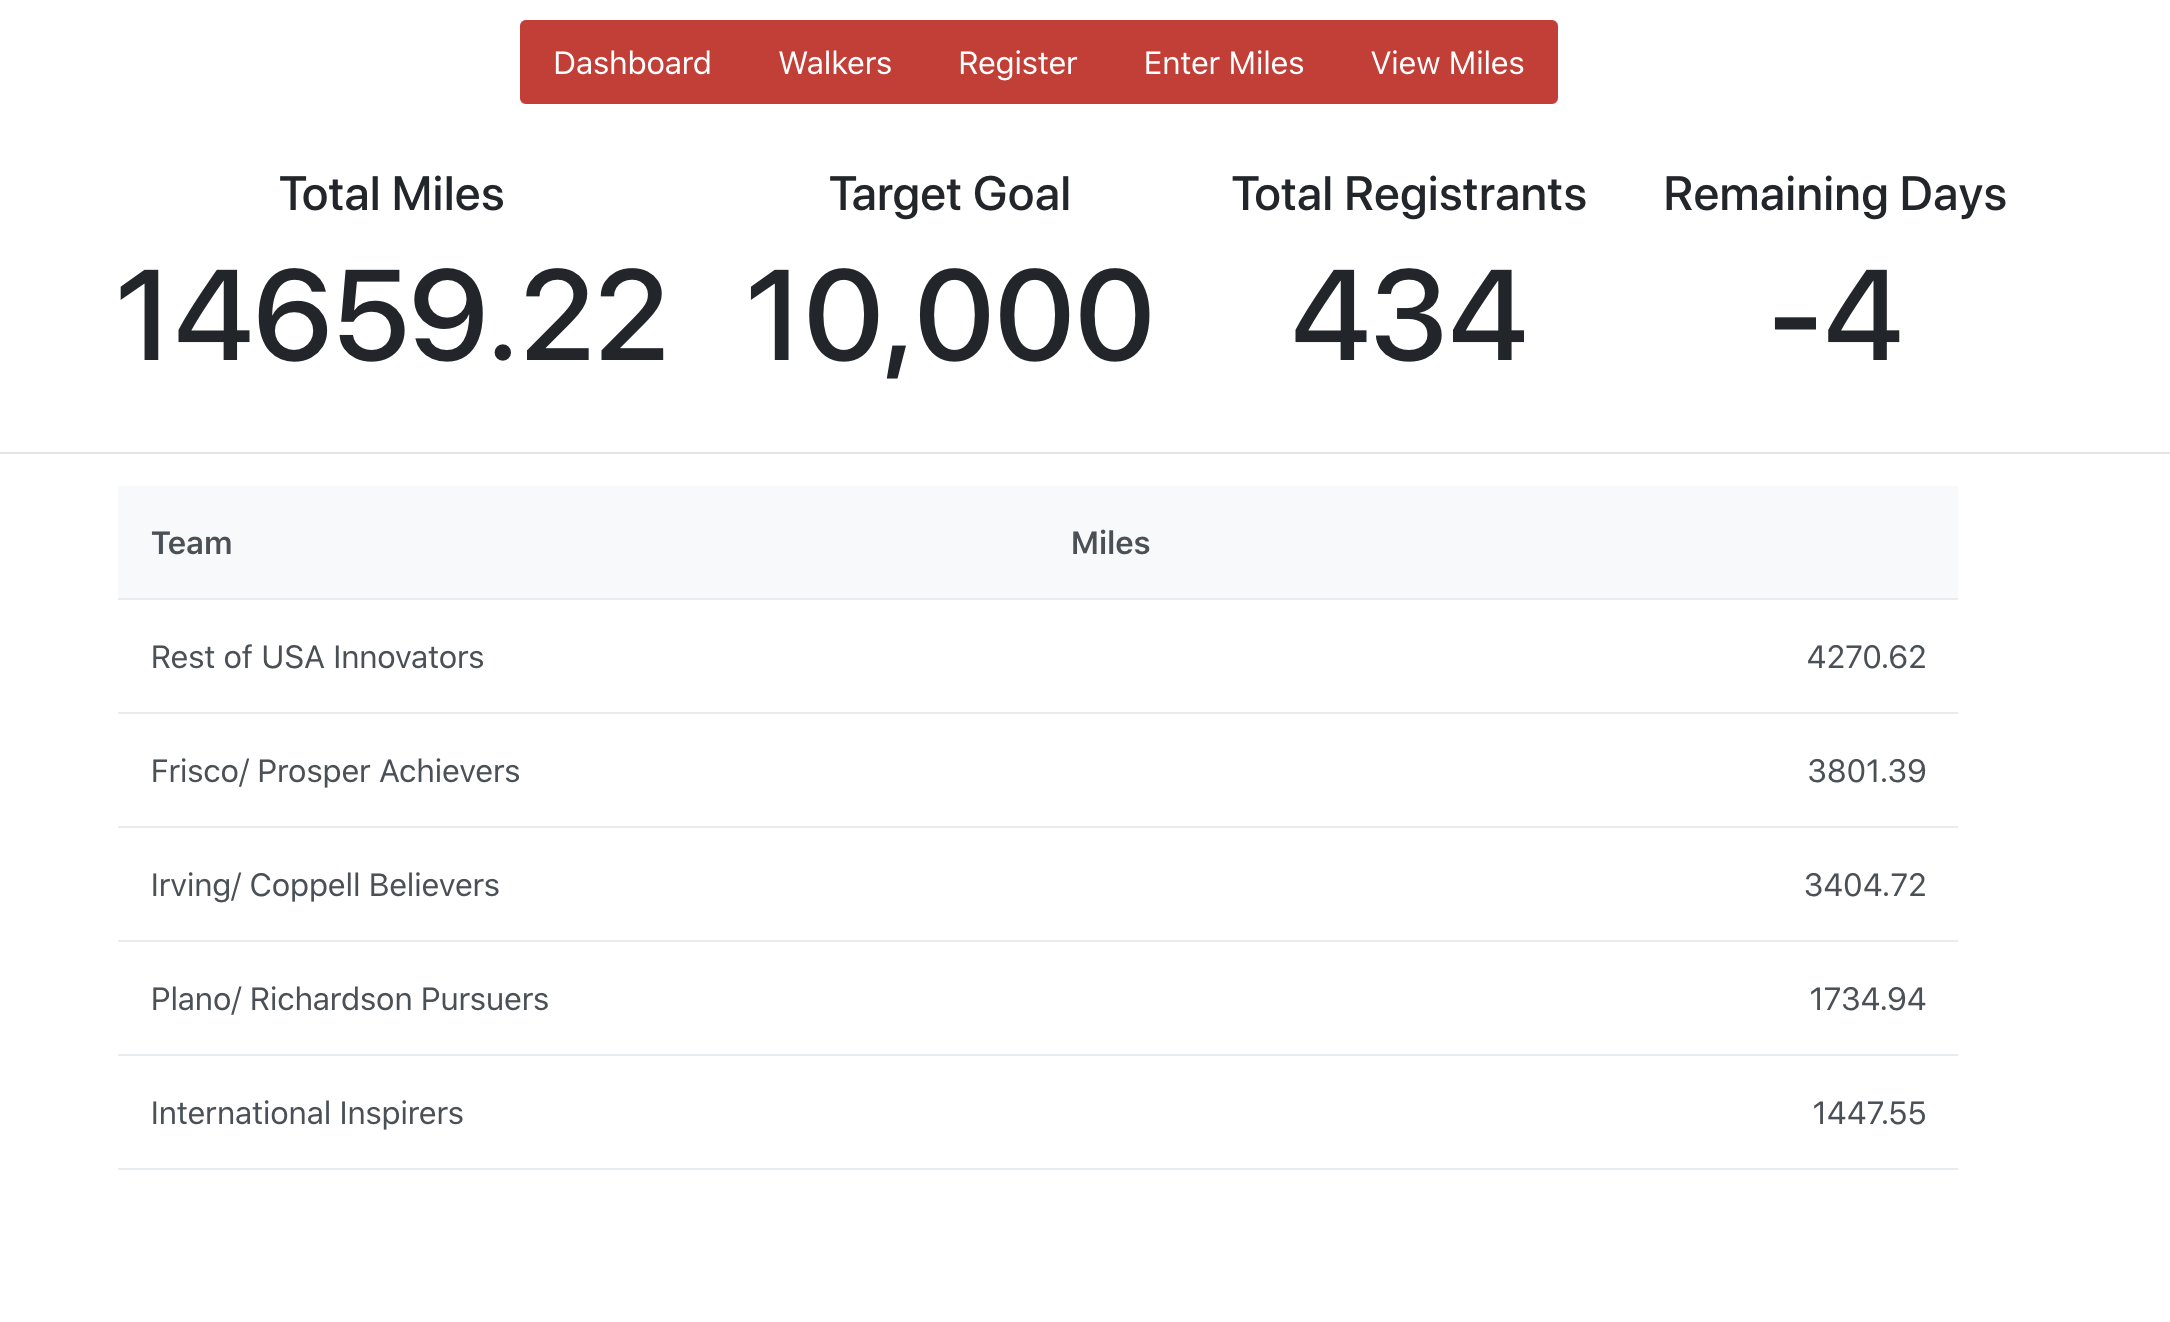 Dashboard Walkers Register Enter Miles View Miles
Total Miles Target Goal Total Registrants Remaining Days
14659.22 10,000 434 -4
Team Miles
Rest of USA Innovators 4270.62
Frisco/ Prosper Achievers 3801.39
Irving/ Coppell Believers 3404.72
Plano/ Richardson Pursuers 1734.94
International Inspirers 1447.55